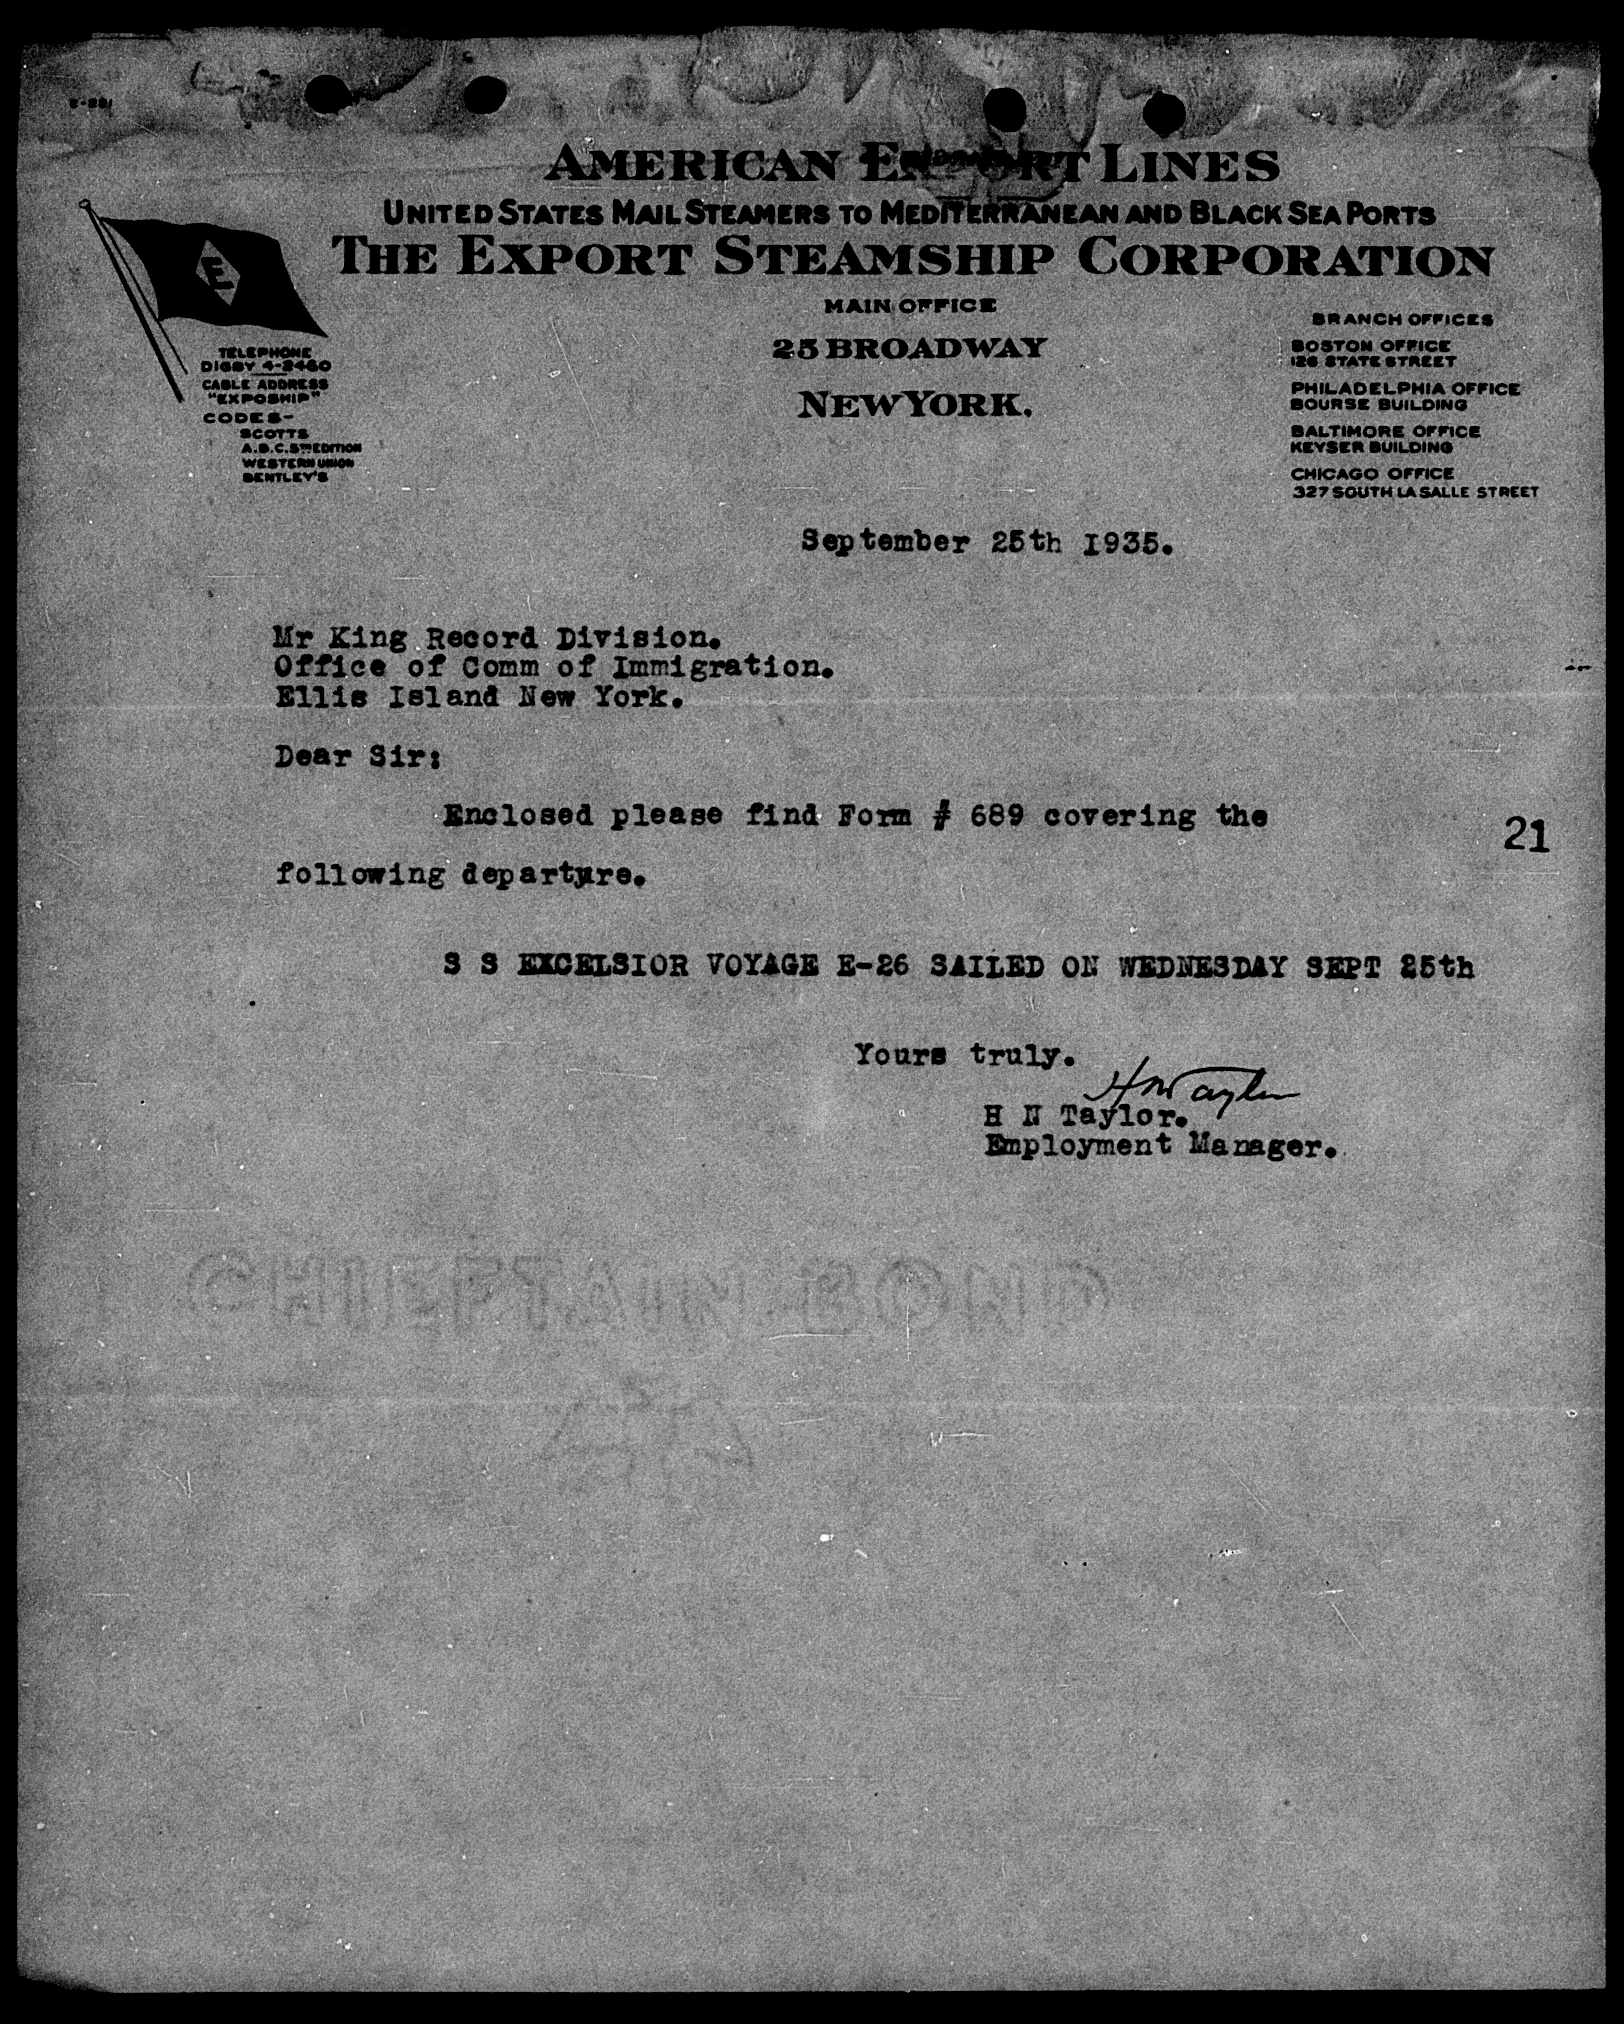 AMERICAN EXPORT LINES
UNITED STATES MAIL STEAMERS TO MEDITERRANEAN AND BLACK SEA PORTS
THE EXPORT STEAMSHIP CORPORATION
E
MAIN OFFICE
25 BROADWAY
NEW YORK.
TELEPHONE
DIGBY 4-2460
CABLE ADDRESS
"EXPOSHIP"
CODES-
SCOTTS
A.B.C. 5TH EDITION
WESTERN UNION
BENTLEY'S
BRANCH OFFICES
BOSTON OFFICE
126 STATE STREET
PHILADELPHIA OFFICE
BOURSE BUILDING
BALTIMORE OFFICE
KEYSER BUILDING
CHICAGO OFFICE
327 SOUTH LA SALLE STREET
September 25th 1935.
Mr King Record Division.
Office of Comm of Immigration.
Ellis Island New York.
Dear Sir:
Enclosed please find Form # 689 covering the
21
following departure.
S S EXCELSIOR VOYAGE E-26 SAILED ON WEDNESDAY SEPT 25th
Yours truly.
H N Taylor
H N Taylor.
Employment Manager.
CHIEFTAIN BOND